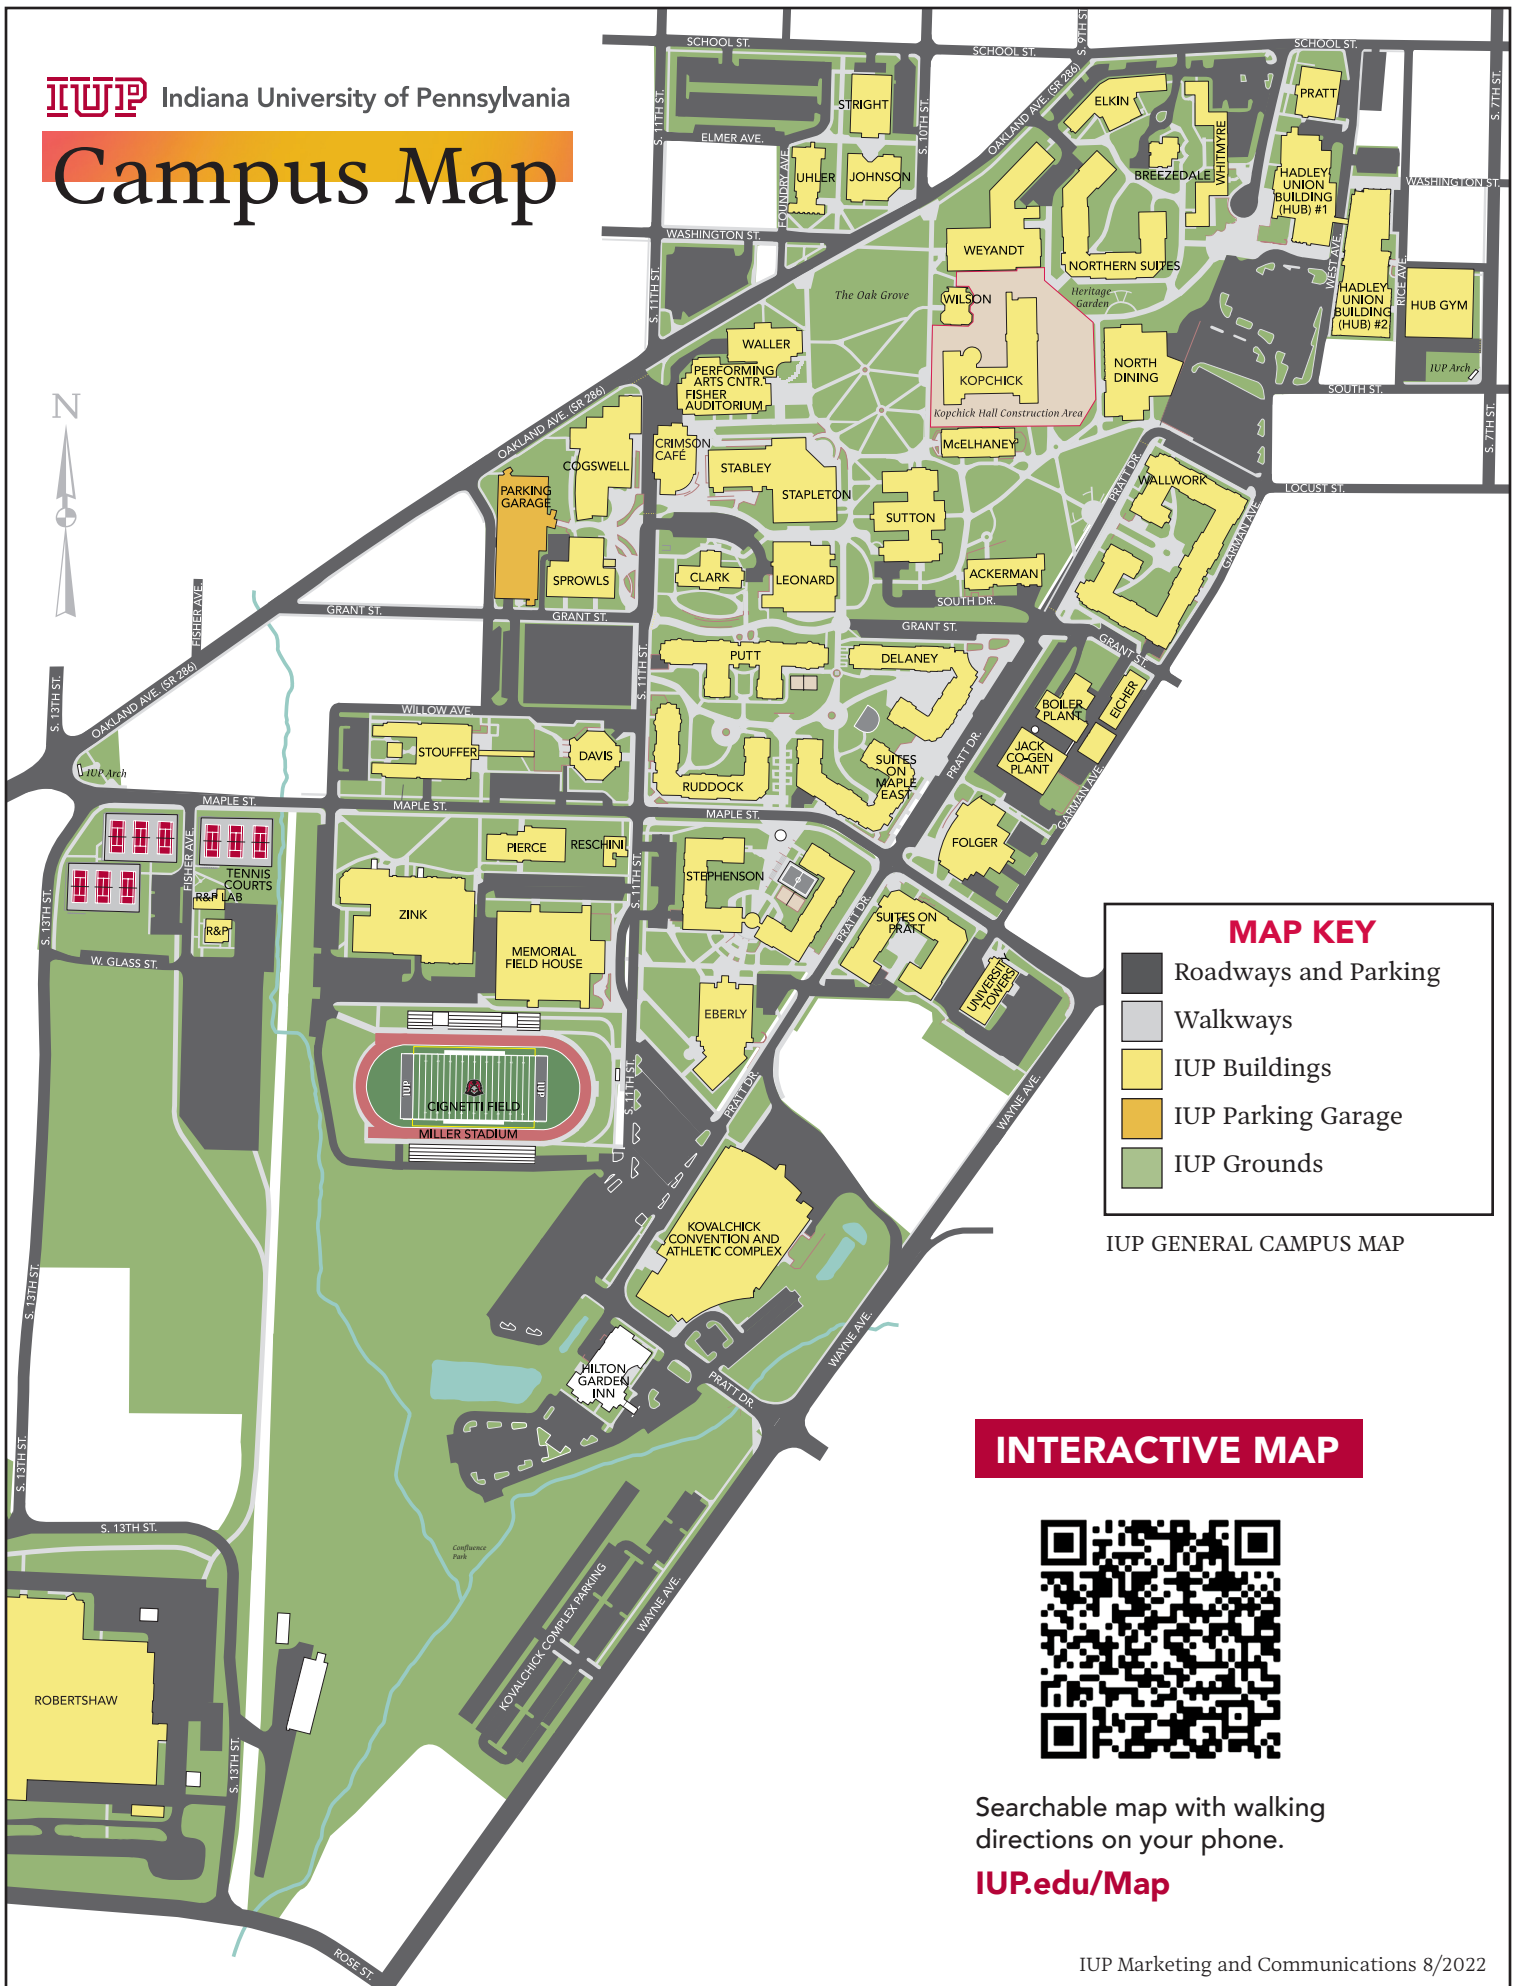 IUP Indiana University of Pennsylvania
Campus Map
SCHOOL ST.
SCHOOL ST.
SCHOOL ST.
S. 9TH ST.
S. 7TH ST.
S. 11TH ST.
S. 10TH ST.
OAKLAND AVE. (SR 286)
ELMER AVE.
FOUNDRY AVE.
WASHINGTON ST.
WASHINGTON ST.
STRIGHT
UHLER
JOHNSON
ELKIN
BREEZEDALE
WHITMYRE
PRATT
HADLEY
UNION
BUILDING
(HUB) #1
WEYANDT
NORTHERN SUITES
WEST AVE.
RICE AVE.
HADLEY
UNION
BUILDING
(HUB) #2
HUB GYM
IUP Arch
S. 11TH ST.
The Oak Grove
WILSON
Heritage
Garden
WALLER
PERFORMING
ARTS CNTR.
FISHER
AUDITORIUM
KOPCHICK
Kopchick Hall Construction Area
NORTH
DINING
SOUTH ST.
S. 7TH ST.
N
OAKLAND AVE. (SR 286)
CRIMSON
CAFÉ
COGSWELL
STABLEY
STAPLETON
McELHANEY
PRATT DR.
WALLWORK
LOCUST ST.
GARMAN AVE.
PARKING
GARAGE
SUTTON
SPROWLS
CLARK
LEONARD
ACKERMAN
SOUTH DR.
FISHER AVE.
GRANT ST.
GRANT ST.
GRANT ST.
GRANT ST.
S. 11TH ST.
PUTT
DELANEY
S. 13TH ST.
OAKLAND AVE. (SR 286)
BOILER
PLANT
EICHER
WILLOW AVE.
STOUFFER
DAVIS
PRATT DR.
JACK
CO-GEN
PLANT
SUITES
ON
MAPLE
EAST
IUP Arch
RUDDOCK
MAPLE ST.
MAPLE ST.
MAPLE ST.
GARMAN AVE.
FISHER AVE.
PIERCE
RESCHINI
FOLGER
TENNIS
COURTS
R&P LAB
R&P
S. 11TH ST.
STEPHENSON
ZINK
PRATT DR.
SUITES ON
PRATT
S. 13TH ST.
W. GLASS ST.
MEMORIAL
FIELD HOUSE
UNIVERSITY
TOWERS
EBERLY
IUP
IUP
CIGNETTI FIELD
MILLER STADIUM
S. 11TH ST.
PRATT DR.
WAYNE AVE.
MAP KEY
Roadways and Parking
Walkways
IUP Buildings
IUP Parking Garage
IUP Grounds
IUP GENERAL CAMPUS MAP
KOVALCHICK
CONVENTION AND
ATHLETIC COMPLEX
S. 13TH ST.
WAYNE AVE.
HILTON
GARDEN
INN
PRATT DR.
S. 13TH ST.
S. 13TH ST.
Confluence
Park
KOVALCHICK COMPLEX PARKING
WAYNE AVE.
ROBERTSHAW
S. 13TH ST.
ROSE ST.
INTERACTIVE MAP
Searchable map with walking
directions on your phone.
IUP.edu/Map
IUP Marketing and Communications 8/2022